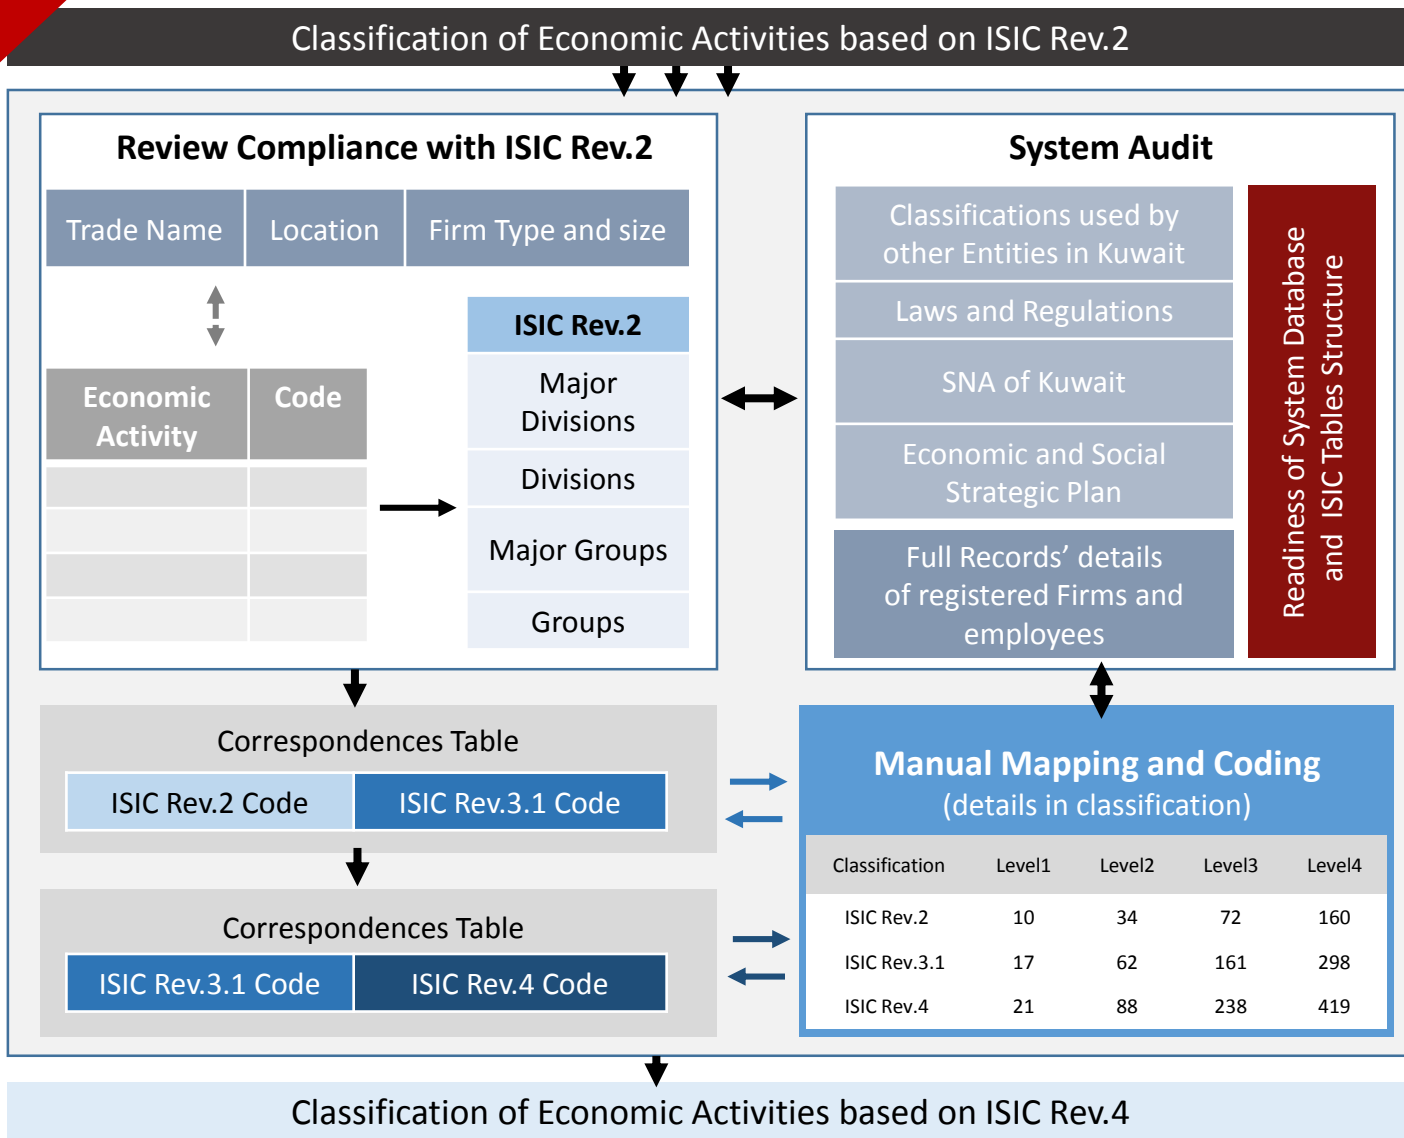 Classification of Economic Activities based on ISIC Rev.2
Review Compliance with ISIC Rev.2
Trade Name
Location
Firm Type and size
Economic
Activity
Code
ISIC Rev.2
Major
Divisions
Divisions
Major Groups
Groups
System Audit
Classifications used by
other Entities in Kuwait
Laws and Regulations
SNA of Kuwait
Economic and Social
Strategic Plan
Full Records’ details
of registered Firms and
employees
Readiness of System Database
and ISIC Tables Structure
Correspondences Table
ISIC Rev.2 Code
ISIC Rev.3.1 Code
Correspondences Table
ISIC Rev.3.1 Code
ISIC Rev.4 Code
Manual Mapping and Coding
(details in classification)
Classification Level1 Level2 Level3 Level4
ISIC Rev.2 10 34 72 160
ISIC Rev.3.1 17 62 161 298
ISIC Rev.4 21 88 238 419
Classification of Economic Activities based on ISIC Rev.4